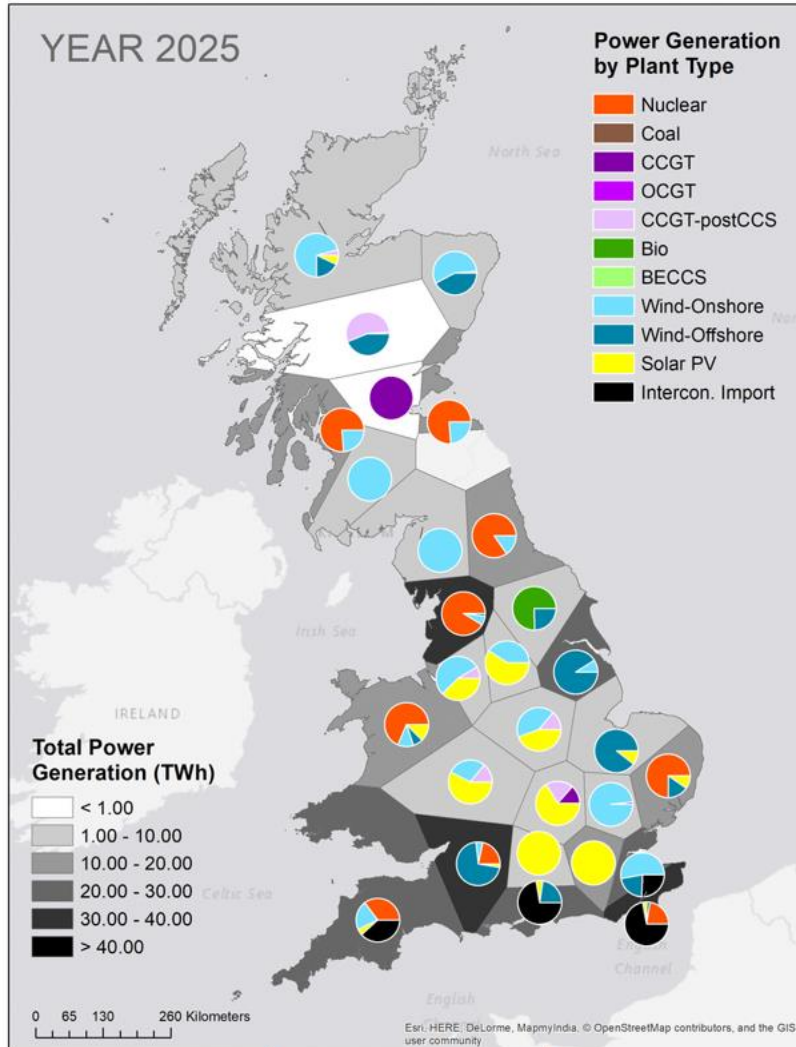 YEAR 2025
Power Generation
by Plant Type
Nuclear
Coal
CCGT
OCGT
CCGT-postCCS
Bio
BECCS
Wind-Onshore
Wind-Offshore
Solar PV
Intercon. Import
North Sea
Irish Sea
IRELAND
Total Power
Generation (TWh)
< 1.00
1.00 - 10.00
10.00 - 20.00
20.00 - 30.00
30.00 - 40.00
> 40.00
Celtic Sea
English
Channel
English
0 65 130 260 Kilometers
Esri, HERE, DeLorme, MapmyIndia, © OpenStreetMap contributors, and the GIS
user community